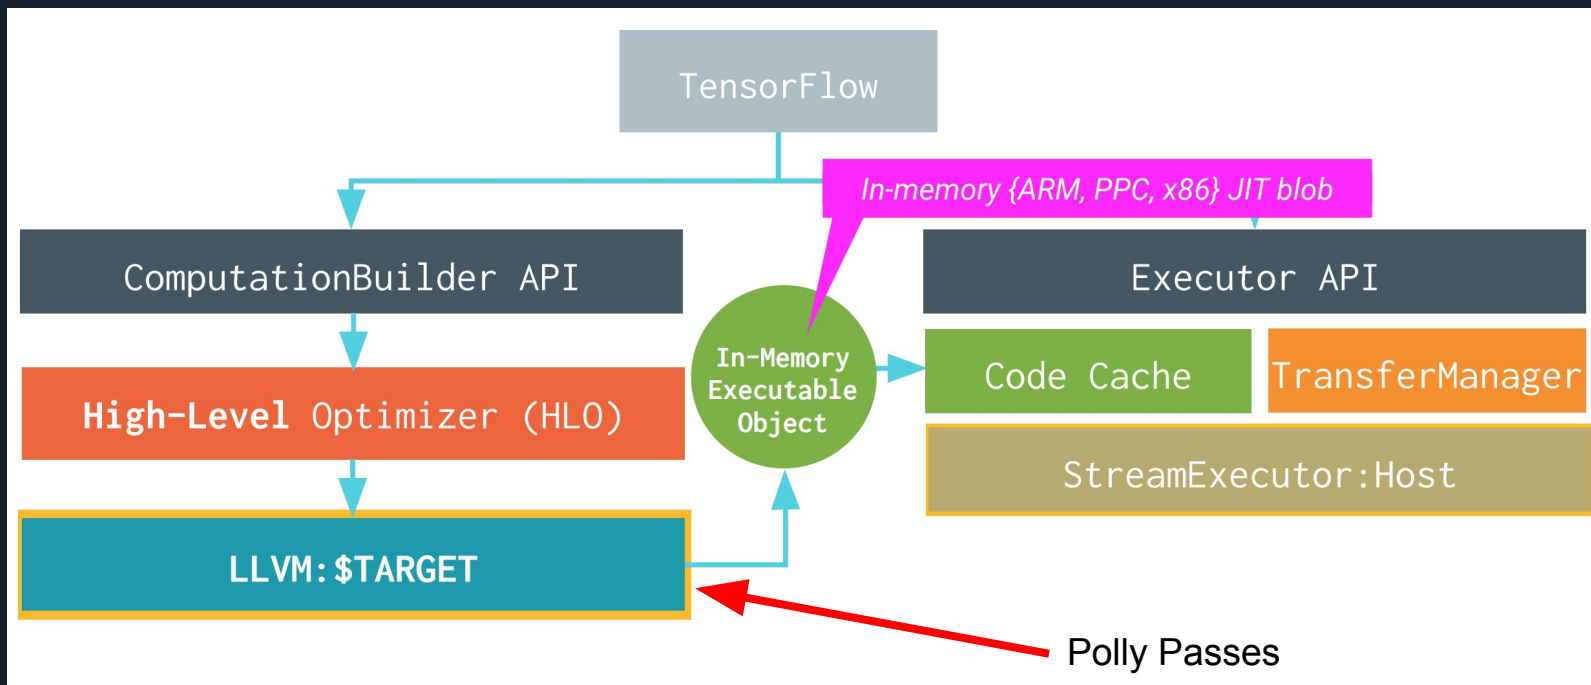 TensorFlow
In-memory {ARM, PPC, x86} JIT blob
ComputationBuilder API
Executor API
In-Memory
Executable
Object
Code Cache
TransferManager
High-Level Optimizer (HLO)
StreamExecutor:Host
LLVM:$TARGET
Polly Passes